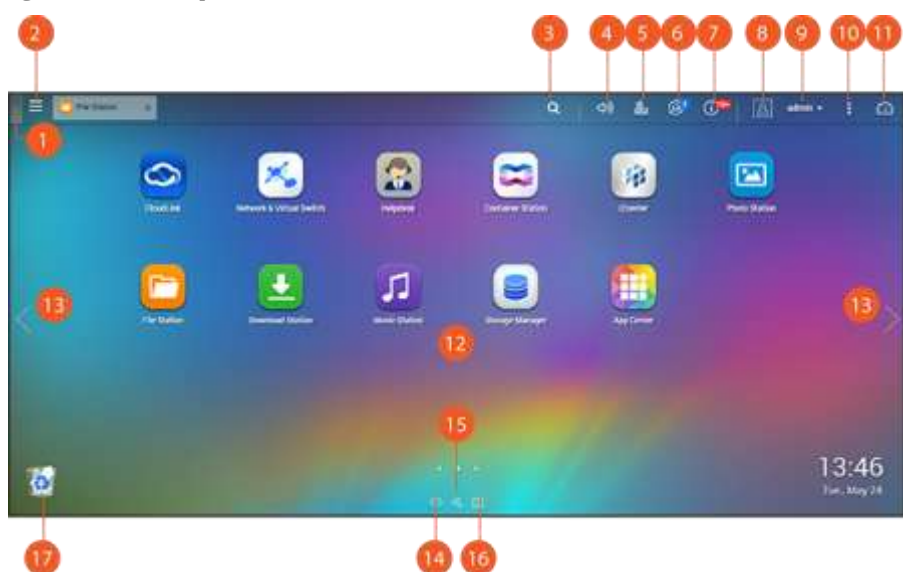 2 3 4 5 6 7 8 9 10 11
File Station admin
1
CloudLink Network & Virtual Switch Helpdesk Container Station Qcenter Photo Station
13 13
File Station Download Station Music Station Storage Manager App Center
12
15
13:46
Tue., May 24
17 14 16